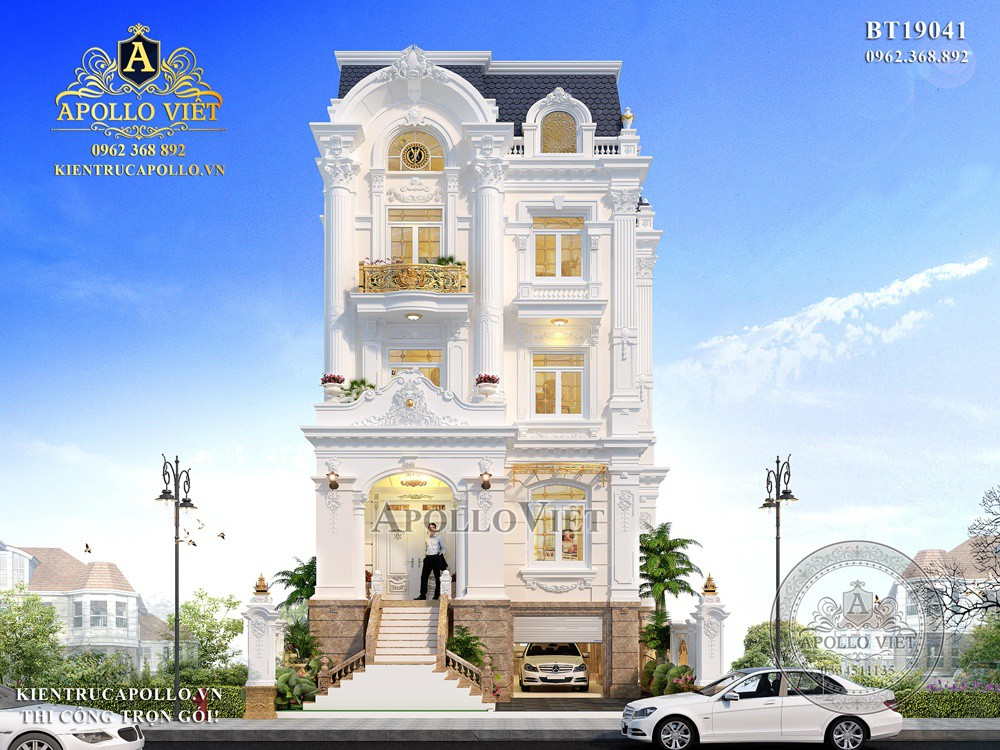 BT19041
0962.368.892
A
APOLLO VIỆT
0962 368 892
KIENTRUCAPOLLO.VN
APOLLO VIỆT
A
APOLLO VIỆT
KIENTRUCAPOLLO.VN
THI CÔNG TRỌN GÓI!